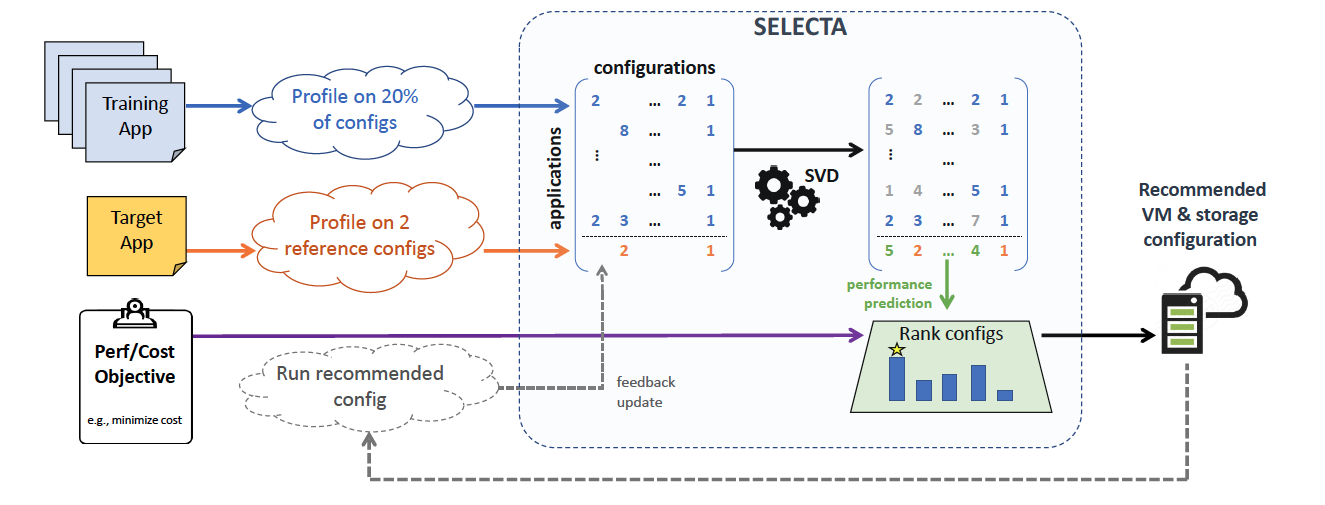 SELECTA
Training
App
Profile on 20%
of configs
configurations
applications
2 ... 2 1
8 ... 1
⋮ ...
... 5 1
2 3 ... 1
2 1
SVD
2 2 ... 2 1
5 8 ... 3 1
⋮ ...
1 4 ... 5 1
2 3 ... 7 1
5 2 ... 4 1
Target
App
Profile on 2
reference configs
Recommended
VM & storage
configuration
performance
prediction
Perf/Cost
Objective
e.g., minimize cost
Rank configs
Run recommended
config
feedback
update